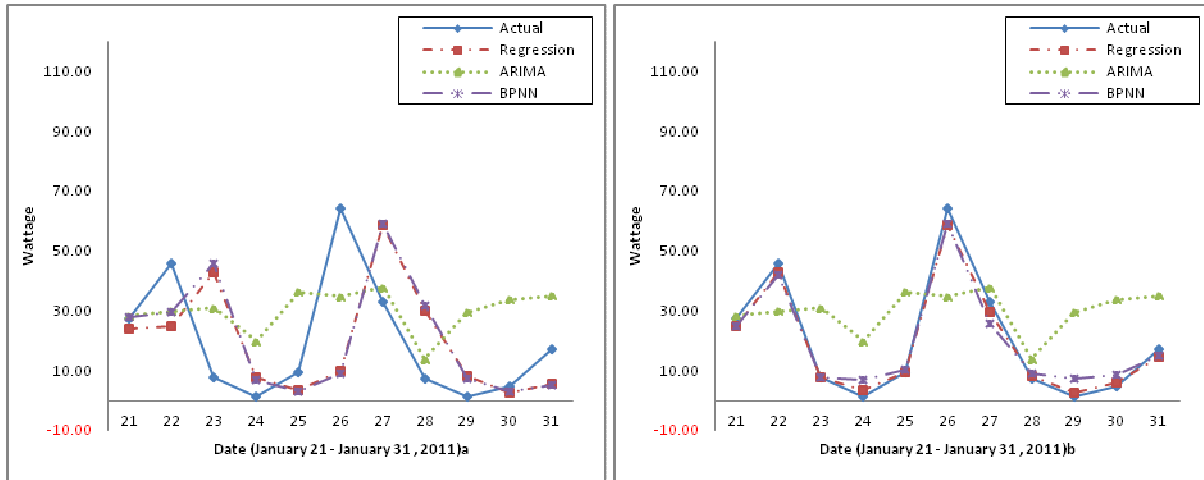 Actual
Regression
ARIMA
BPNN
110.00
90.00
70.00
50.00
30.00
10.00
-10.00
Wattage
21 22 23 24 25 26 27 28 29 30 31
Date (January 21 - January 31 , 2011)a
Actual
Regression
ARIMA
BPNN
110.00
90.00
70.00
50.00
30.00
10.00
-10.00
Wattage
21 22 23 24 25 26 27 28 29 30 31
Date (January 21 - January 31 , 2011)b